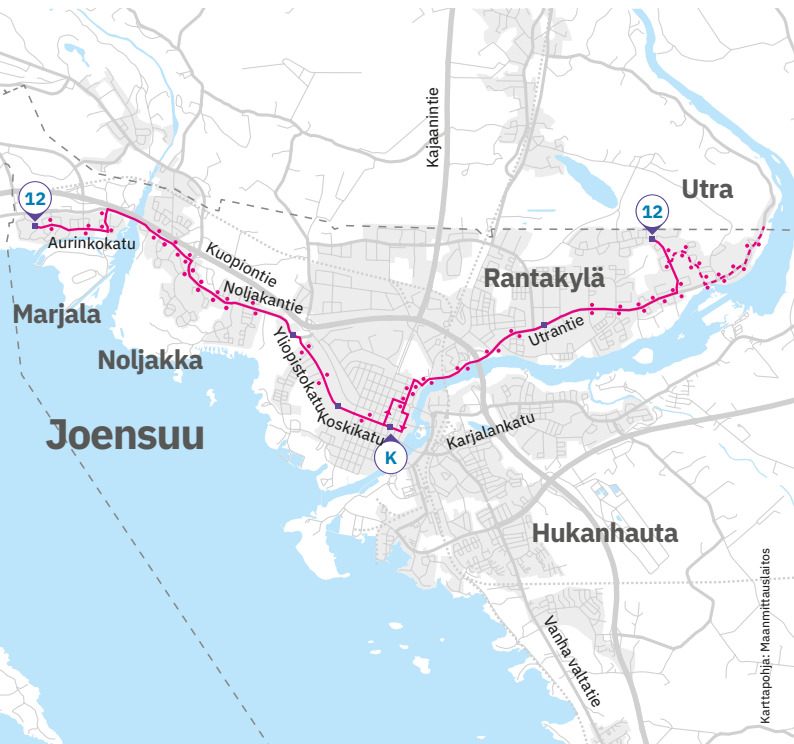 Kajaanintie
Utra
12
12
Aurinkokatu
Kuopiontie
Rantakylä
Noljakantie
Marjala
Utrantie
Noljakka
Yliopistokatu
Joensuu
Koskikatu
Karjalankatu
K
Hukanhauta
Vanha valtatie
Karttapohja: Maanmittauslaitos